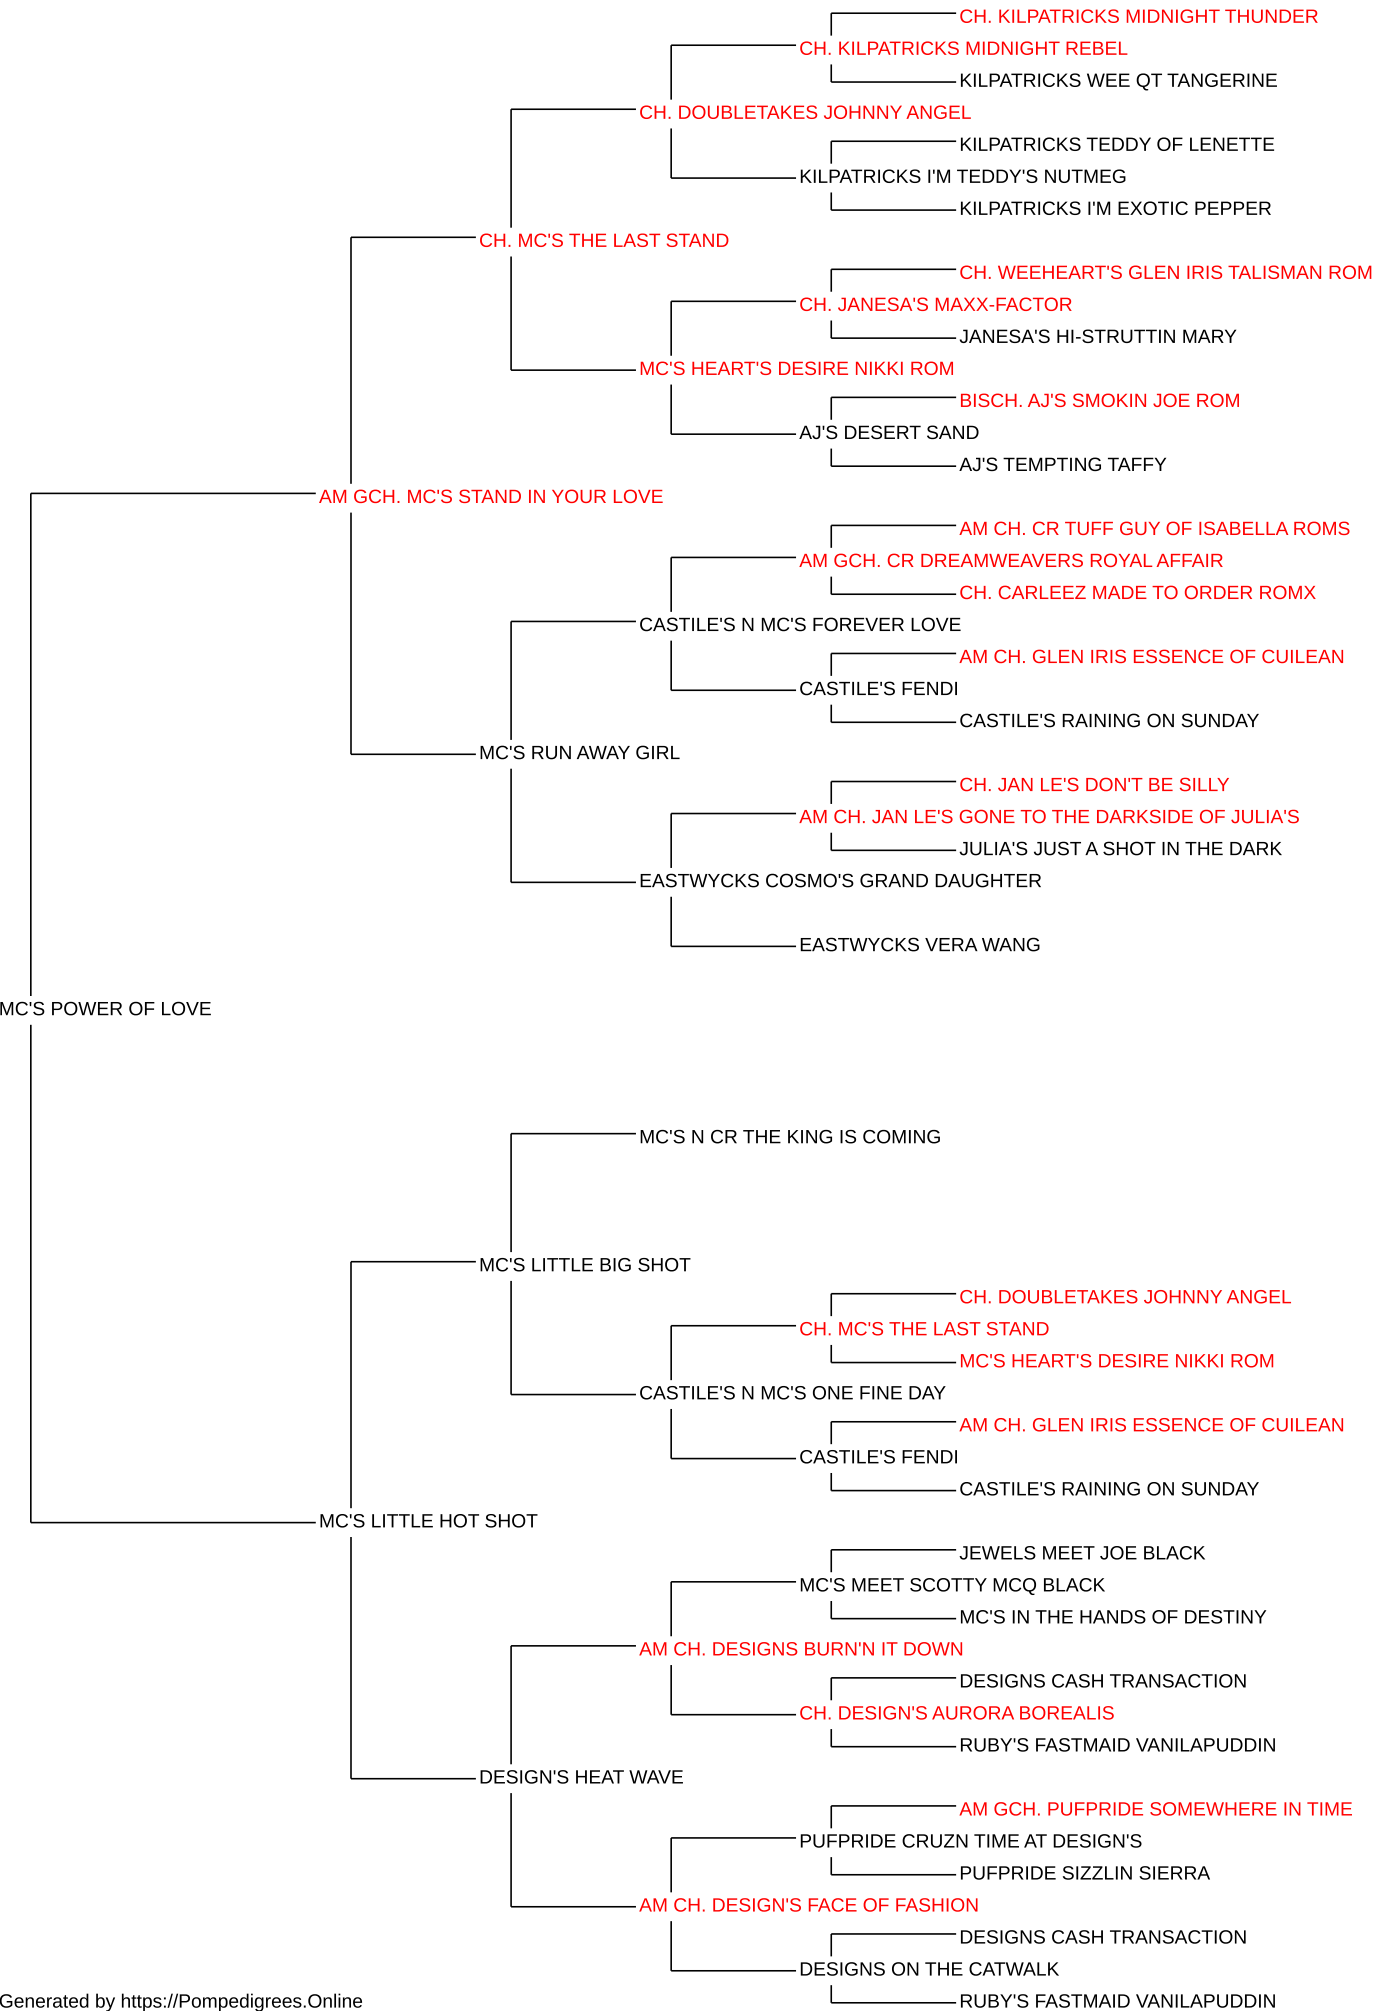 CH. KILPATRICKS MIDNIGHT THUNDER
CH. KILPATRICKS MIDNIGHT REBEL
KILPATRICKS WEE QT TANGERINE
CH. DOUBLETAKES JOHNNY ANGEL
KILPATRICKS TEDDY OF LENETTE
KILPATRICKS I'M TEDDY'S NUTMEG
KILPATRICKS I'M EXOTIC PEPPER
CH. MC'S THE LAST STAND
CH. WEEHEART'S GLEN IRIS TALISMAN ROM
CH. JANESA'S MAXX-FACTOR
JANESA'S HI-STRUTTIN MARY
MC'S HEART'S DESIRE NIKKI ROM
BISCH. AJ'S SMOKIN JOE ROM
AJ'S DESERT SAND
AJ'S TEMPTING TAFFY
AM GCH. MC'S STAND IN YOUR LOVE
AM CH. CR TUFF GUY OF ISABELLA ROMS
AM GCH. CR DREAMWEAVERS ROYAL AFFAIR
CH. CARLEEZ MADE TO ORDER ROMX
CASTILE'S N MC'S FOREVER LOVE
AM CH. GLEN IRIS ESSENCE OF CUILEAN
CASTILE'S FENDI
CASTILE'S RAINING ON SUNDAY
MC'S RUN AWAY GIRL
CH. JAN LE'S DON'T BE SILLY
AM CH. JAN LE'S GONE TO THE DARKSIDE OF JULIA'S
JULIA'S JUST A SHOT IN THE DARK
EASTWYCKS COSMO'S GRAND DAUGHTER
EASTWYCKS VERA WANG
MC'S POWER OF LOVE
MC'S N CR THE KING IS COMING
MC'S LITTLE BIG SHOT
CH. DOUBLETAKES JOHNNY ANGEL
CH. MC'S THE LAST STAND
MC'S HEART'S DESIRE NIKKI ROM
CASTILE'S N MC'S ONE FINE DAY
AM CH. GLEN IRIS ESSENCE OF CUILEAN
CASTILE'S FENDI
CASTILE'S RAINING ON SUNDAY
MC'S LITTLE HOT SHOT
JEWELS MEET JOE BLACK
MC'S MEET SCOTTY MCQ BLACK
MC'S IN THE HANDS OF DESTINY
AM CH. DESIGNS BURN'N IT DOWN
DESIGNS CASH TRANSACTION
CH. DESIGN'S AURORA BOREALIS
RUBY'S FASTMAID VANILAPUDDIN
DESIGN'S HEAT WAVE
AM GCH. PUFPRIDE SOMEWHERE IN TIME
PUFPRIDE CRUZN TIME AT DESIGN'S
PUFPRIDE SIZZLIN SIERRA
AM CH. DESIGN'S FACE OF FASHION
DESIGNS CASH TRANSACTION
DESIGNS ON THE CATWALK
RUBY'S FASTMAID VANILAPUDDIN
Generated by https://Pompedigrees.Online